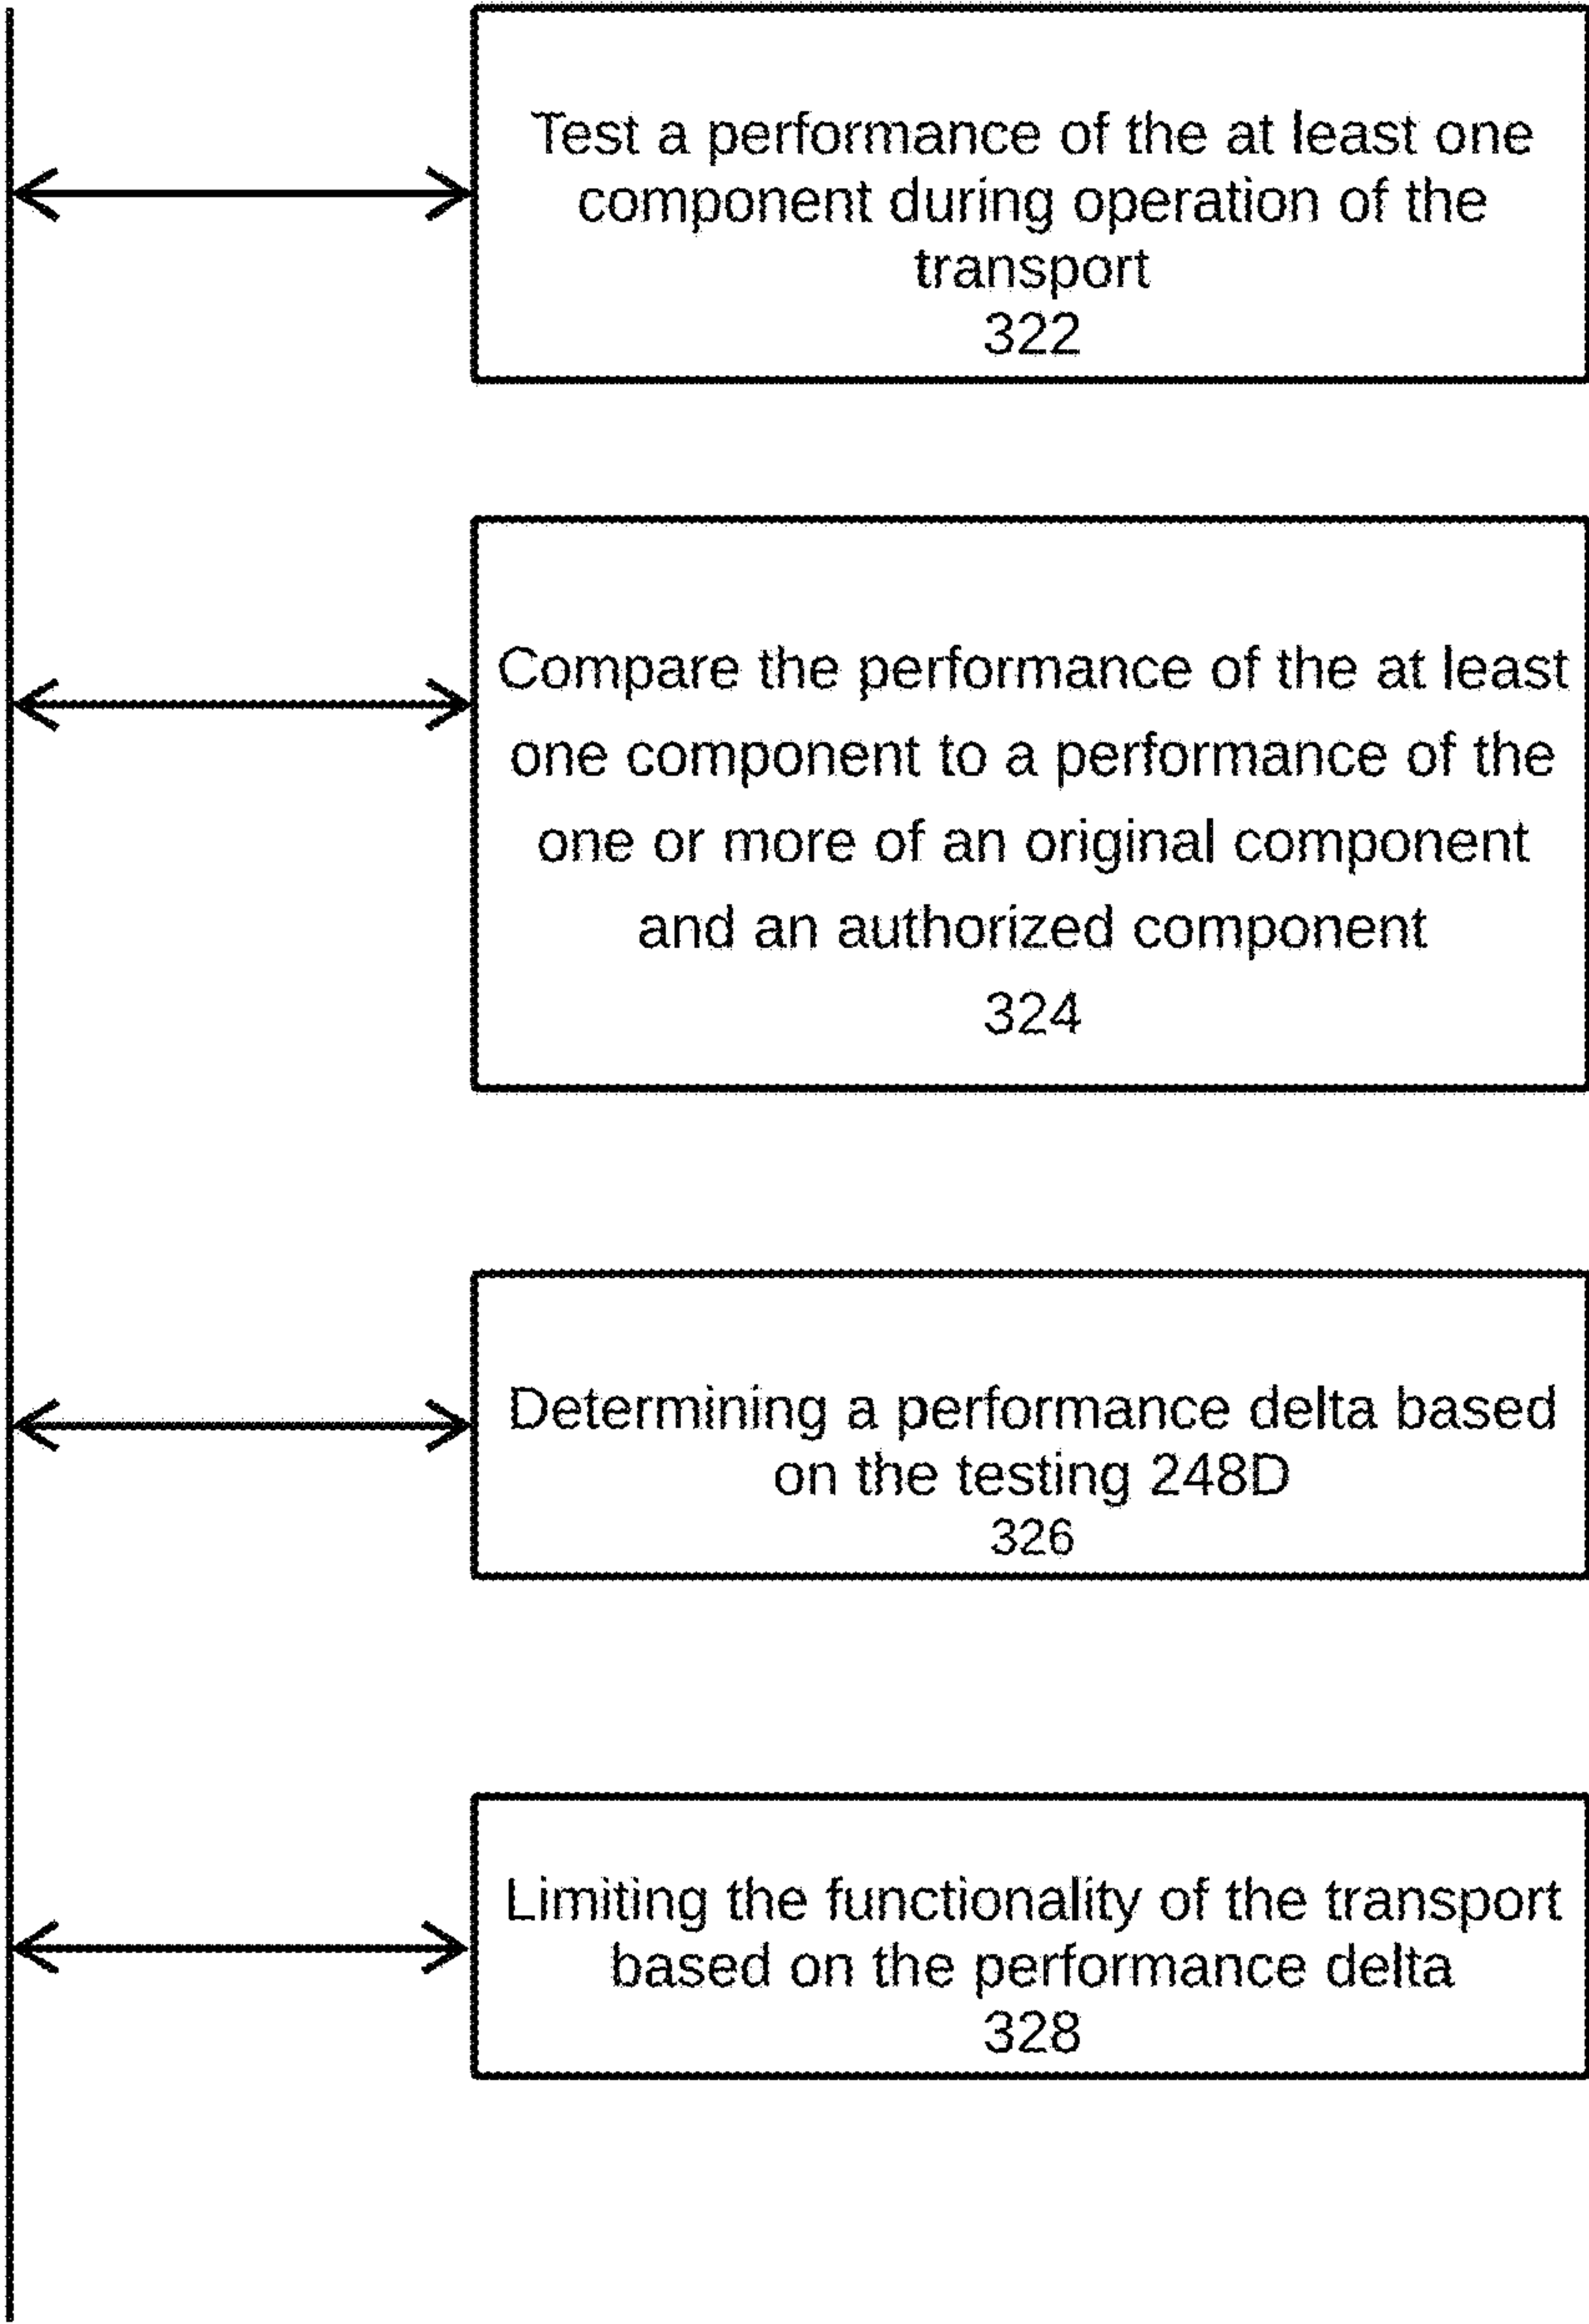 Test a performance of the at least one
component during operation of the
transport
322
Compare the performance of the at least
one component to a performance of the
one or more of an original component
and an authorized component
324
Determining a performance delta based
on the testing 248D
326
Limiting the functionality of the transport
based on the performance delta
328